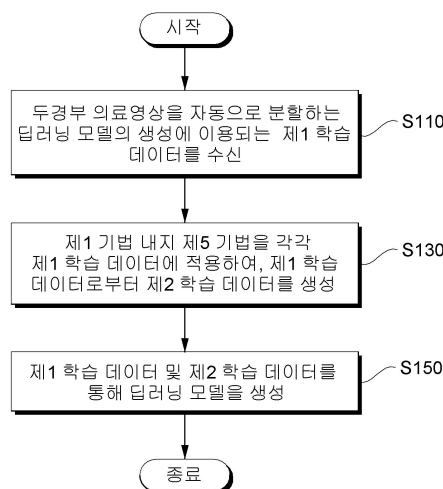 시작
두경부 의료영상을 자동으로 분할하는
딥러닝 모델의 생성에 이용되는 제1 학습
데이터를 수신
S110
제1 기법 내지 제5 기법을 각각
제1 학습 데이터에 적용하여, 제1 학습
데이터로부터 제2 학습 데이터를 생성
S130
제1 학습 데이터 및 제2 학습 데이터를
통해 딥러닝 모델을 생성
S150
종료